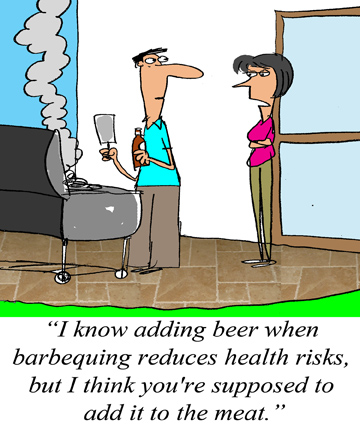 “I know adding beer when
barbequing reduces health risks,
but I think you're supposed to
add it to the meat.”